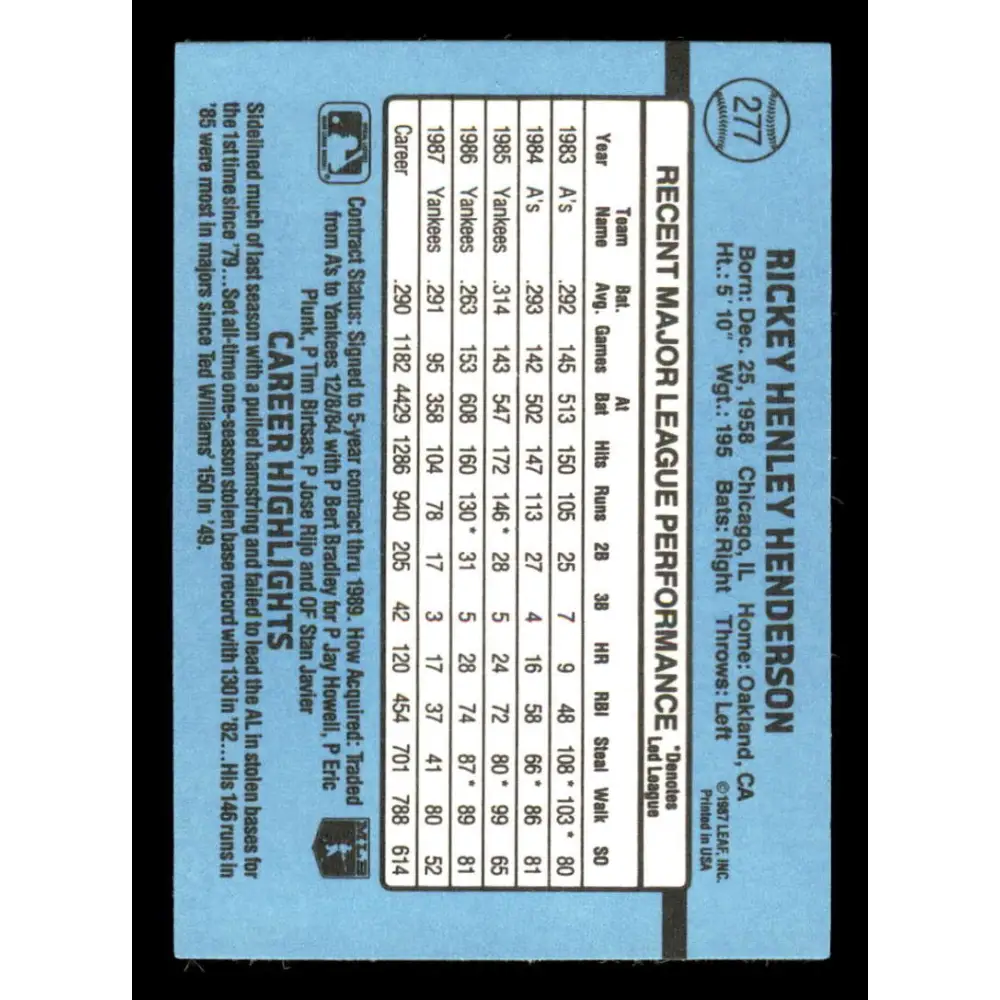 277
RICKEY HENLEY HENDERSON
Born: Dec. 25, 1958 Chicago, IL Home: Oakland, CA
Ht.: 5'10" Wgt.: 195 Bats: Right Throws: Left
©1987 LEAF, INC.
Printed in USA
RECENT MAJOR LEAGUE PERFORMANCE *Denotes Led League
Year Team Name Bat. Avg. Games At Bat Hits Runs 2B 3B HR RBI Steal Walk SO
1983 A's .292 145 513 150 105 25 7 9 48 108* 103* 80
1984 A's .293 142 502 147 113 27 4 16 58 66* 86 81
1985 Yankees .314 143 547 172 146* 28 5 24 72 80* 99 65
1986 Yankees .263 153 608 160 130* 31 5 28 74 87* 89 81
1987 Yankees .291 95 358 104 78 17 3 17 37 41 80 52
Career .290 1182 4429 1286 940 205 42 120 454 701 788 614
Contract Status: Signed to 5-year contract thru 1989. How Acquired: Traded
from A's to Yankees 12/8/84 with P Bert Bradley for P Jay Howell, P Eric
Plunk, P Tim Birtsas, P Jose Rijo and OF Stan Javier
MLB
CAREER HIGHLIGHTS
Sidelined much of last season with a pulled hamstring and failed to lead the AL in stolen bases for
the 1st time since '79...Set all-time one-season stolen base record with 130 in '82...His 146 runs in
'85 were most in majors since Ted Williams' 150 in '49.